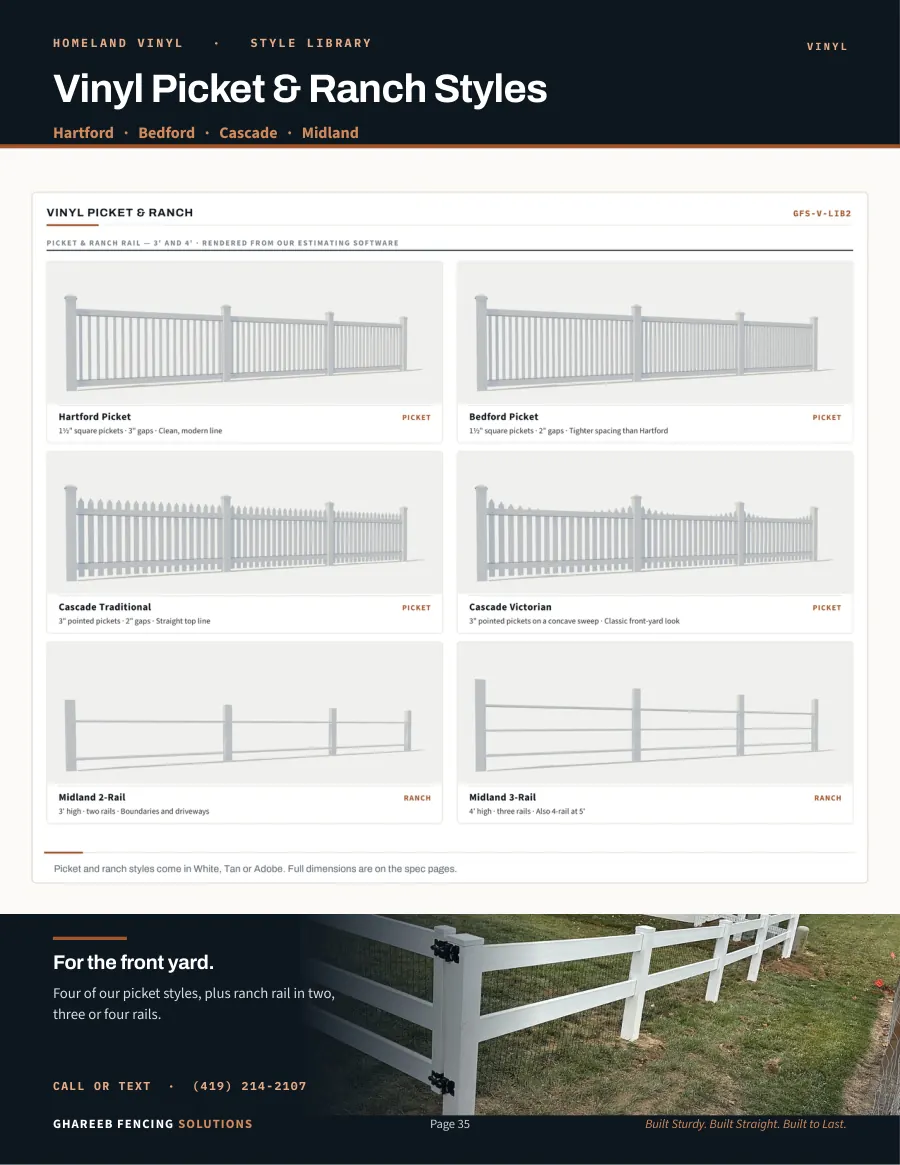 HOMELAND VINYL · STYLE LIBRARY
VINYL
Vinyl Picket & Ranch Styles
Hartford · Bedford · Cascade · Midland
VINYL PICKET & RANCH
GFS-V-LIB2
PICKET & RANCH RAIL — 3' AND 4' · RENDERED FROM OUR ESTIMATING SOFTWARE
Hartford Picket
PICKET
1½" square pickets · 3" gaps · Clean, modern line
Bedford Picket
PICKET
1½" square pickets · 2" gaps · Tighter spacing than Hartford
Cascade Traditional
PICKET
3" pointed pickets · 2" gaps · Straight top line
Cascade Victorian
PICKET
3" pointed pickets on a concave sweep · Classic front-yard look
Midland 2-Rail
RANCH
3' high · two rails · Boundaries and driveways
Midland 3-Rail
RANCH
4' high · three rails · Also 4-rail at 5'
Picket and ranch styles come in White, Tan or Adobe. Full dimensions are on the spec pages.
For the front yard.
Four of our picket styles, plus ranch rail in two,
three or four rails.
CALL OR TEXT · (419) 214-2107
GHAREEB FENCING SOLUTIONS
Page 35
Built Sturdy. Built Straight. Built to Last.